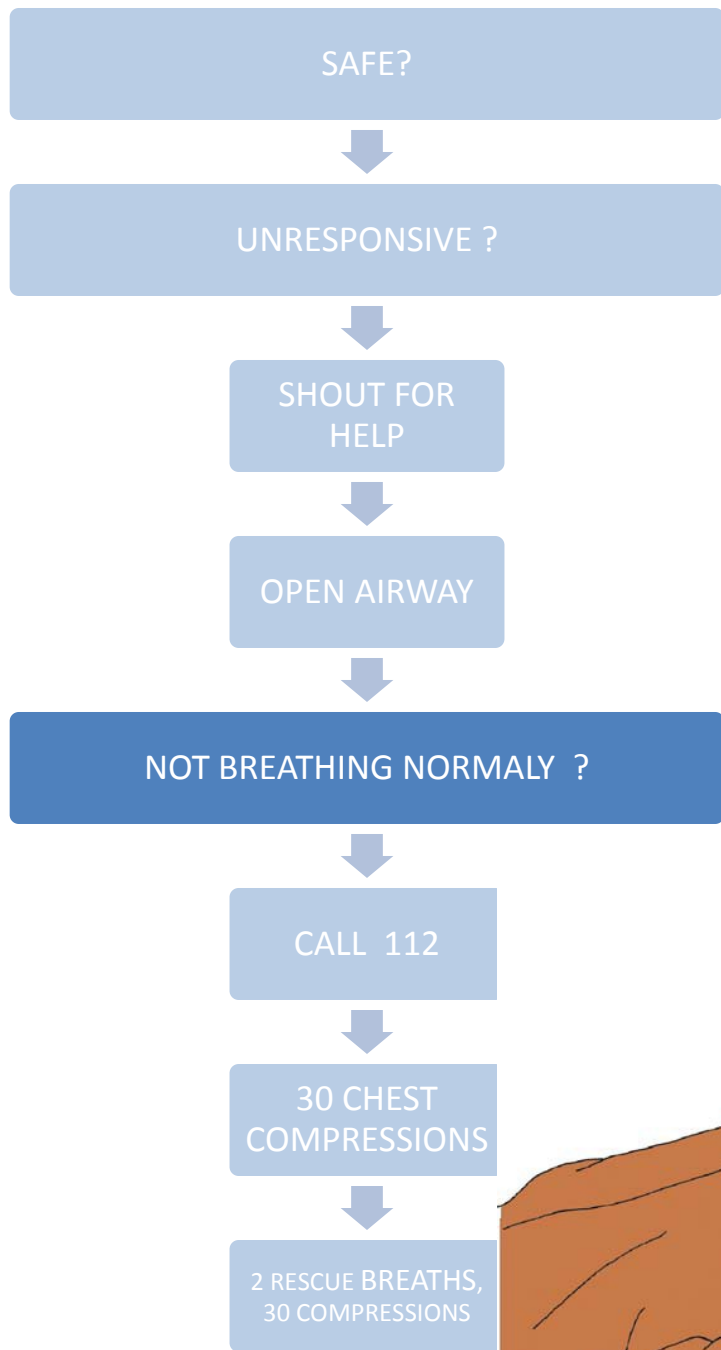 SAFE?
UNRESPONSIVE ?
SHOUT FOR
HELP
OPEN AIRWAY
NOT BREATHING NORMALY  ?
CALL  112
30 CHEST
COMPRESSIONS
2 RESCUE BREATHS,
30 COMPRESSIONS